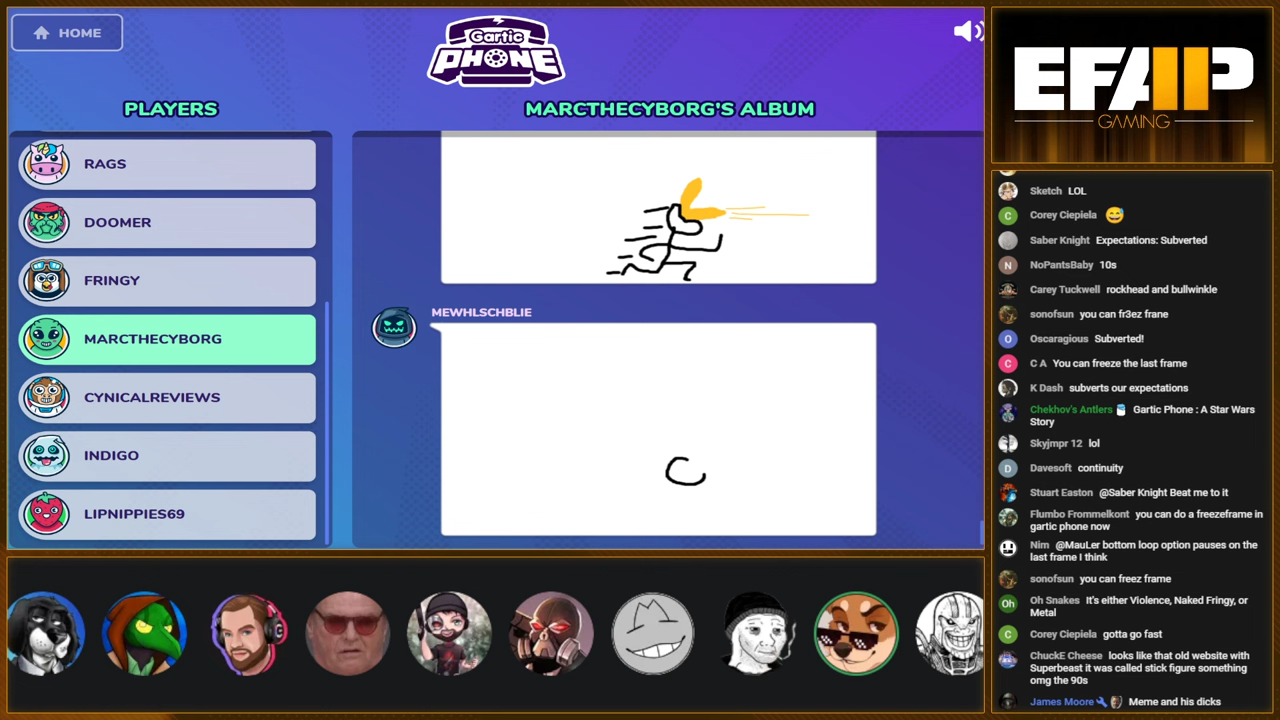 HOME
Gartic
PHONE
PLAYERS
RAGS
DOOMER
FRINGY
MARCTHECYBORG
CYNICALREVIEWS
INDIGO
LIPNIPPIES69
MARCTHECYBORG'S ALBUM
MEWHLSCHBLIE
EFAP
GAMING
Sketch LOL
Corey Ciepiela 😅
Saber Knight Expectations: Subverted
NoPantsBaby 10s
Carey Tuckwell rockhead and bullwinkle
sonofsun you can fr3ez frane
Oscaragious Subverted!
C A You can freeze the last frame
K Dash subverts our expectations
Chekhov's Antlers Gartic Phone : A Star Wars
Story
Skyjmpr 12 lol
Davesoft continuity
Stuart Easton @Saber Knight Beat me to it
Flumbo Frommelkont you can do a freezeframe in
gartic phone now
Nim @MauLer bottom loop option pauses on the
last frame I think
sonofsun you can freez frame
Oh Snakes It's either Violence, Naked Fringy, or
Metal
Corey Ciepiela gotta go fast
ChuckE Cheese looks like that old website with
Superbeast it was called stick figure something
omg the 90s
James Moore Meme and his dicks